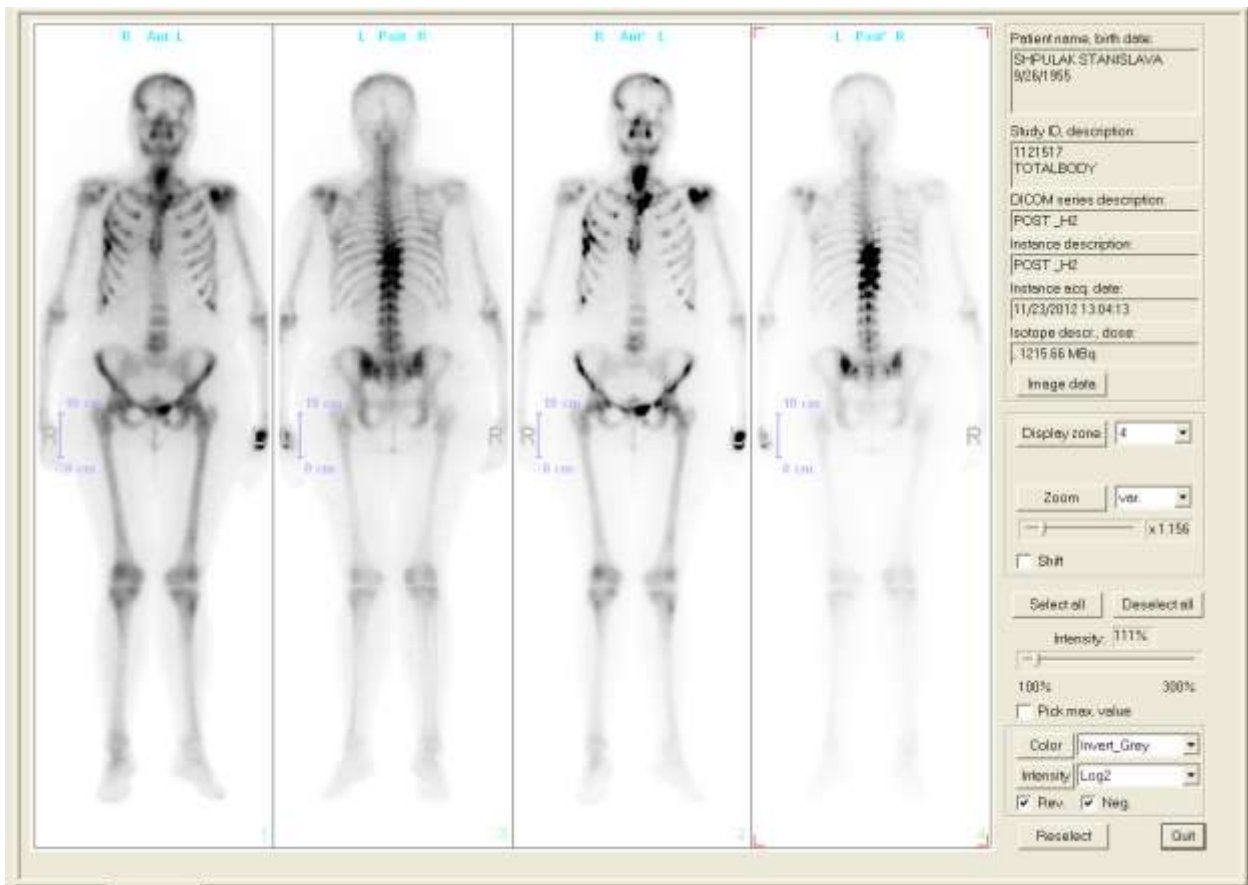 R Ant L
L Post R
R Ant L
L Post R
10 cm
0 cm
10 cm
0 cm
10 cm
0 cm
10 cm
0 cm
R
R
R
R
1
3
2
4
Patient name, birth date:
SHPULAK STANISLAVA
9/26/1955
Study ID, description:
1121517
TOTALBODY
DICOM series description:
POST _H2
Instance description:
POST _H2
Instance acq. date:
11/23/2012 13:04:13
Isotope descr., dose:
, 1215.66 MBq
Image data
Display zone 4
Zoom var.
x 1.156
Shift
Select all Deselect all
Intensity: 111%
100% 300%
Pick max. value
Color Invert_Grey
Intensity Log2
Rev. Neg.
Reselect Quit